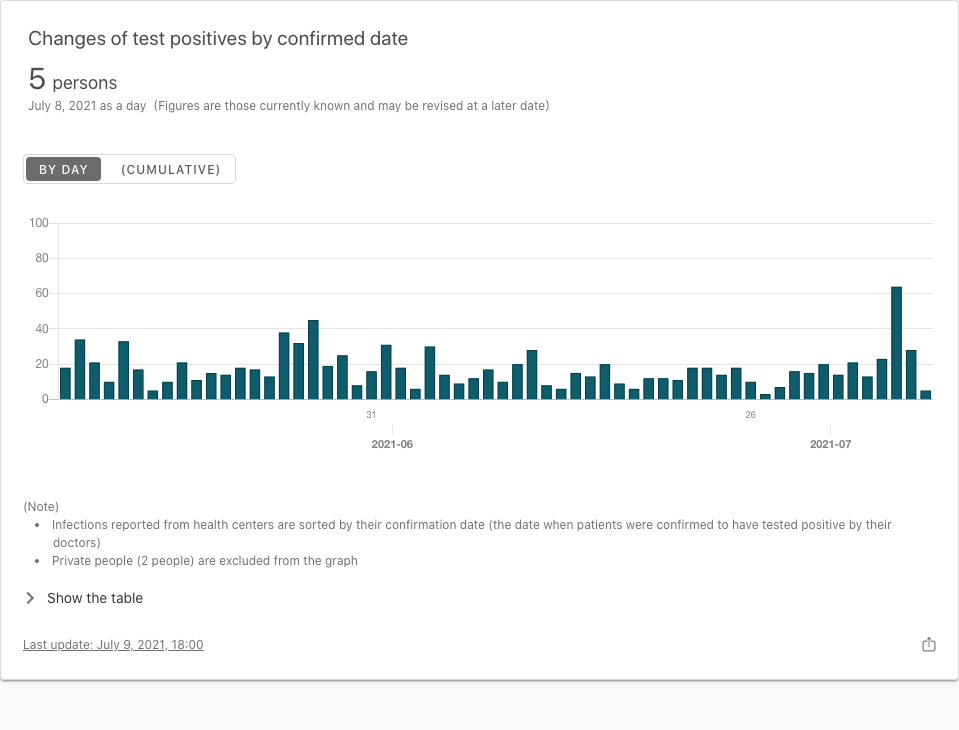 Changes of test positives by confirmed date
5 persons
July 8, 2021 as a day (Figures are those currently known and may be revised at a later date)
BY DAY (CUMULATIVE)
100
80
60
40
20
0
31 26
2021-06 2021-07
(Note)
• Infections reported from health centers are sorted by their confirmation date (the date when patients were confirmed to have tested positive by their
doctors)
• Private people (2 people) are excluded from the graph
Show the table
Last update: July 9, 2021, 18:00